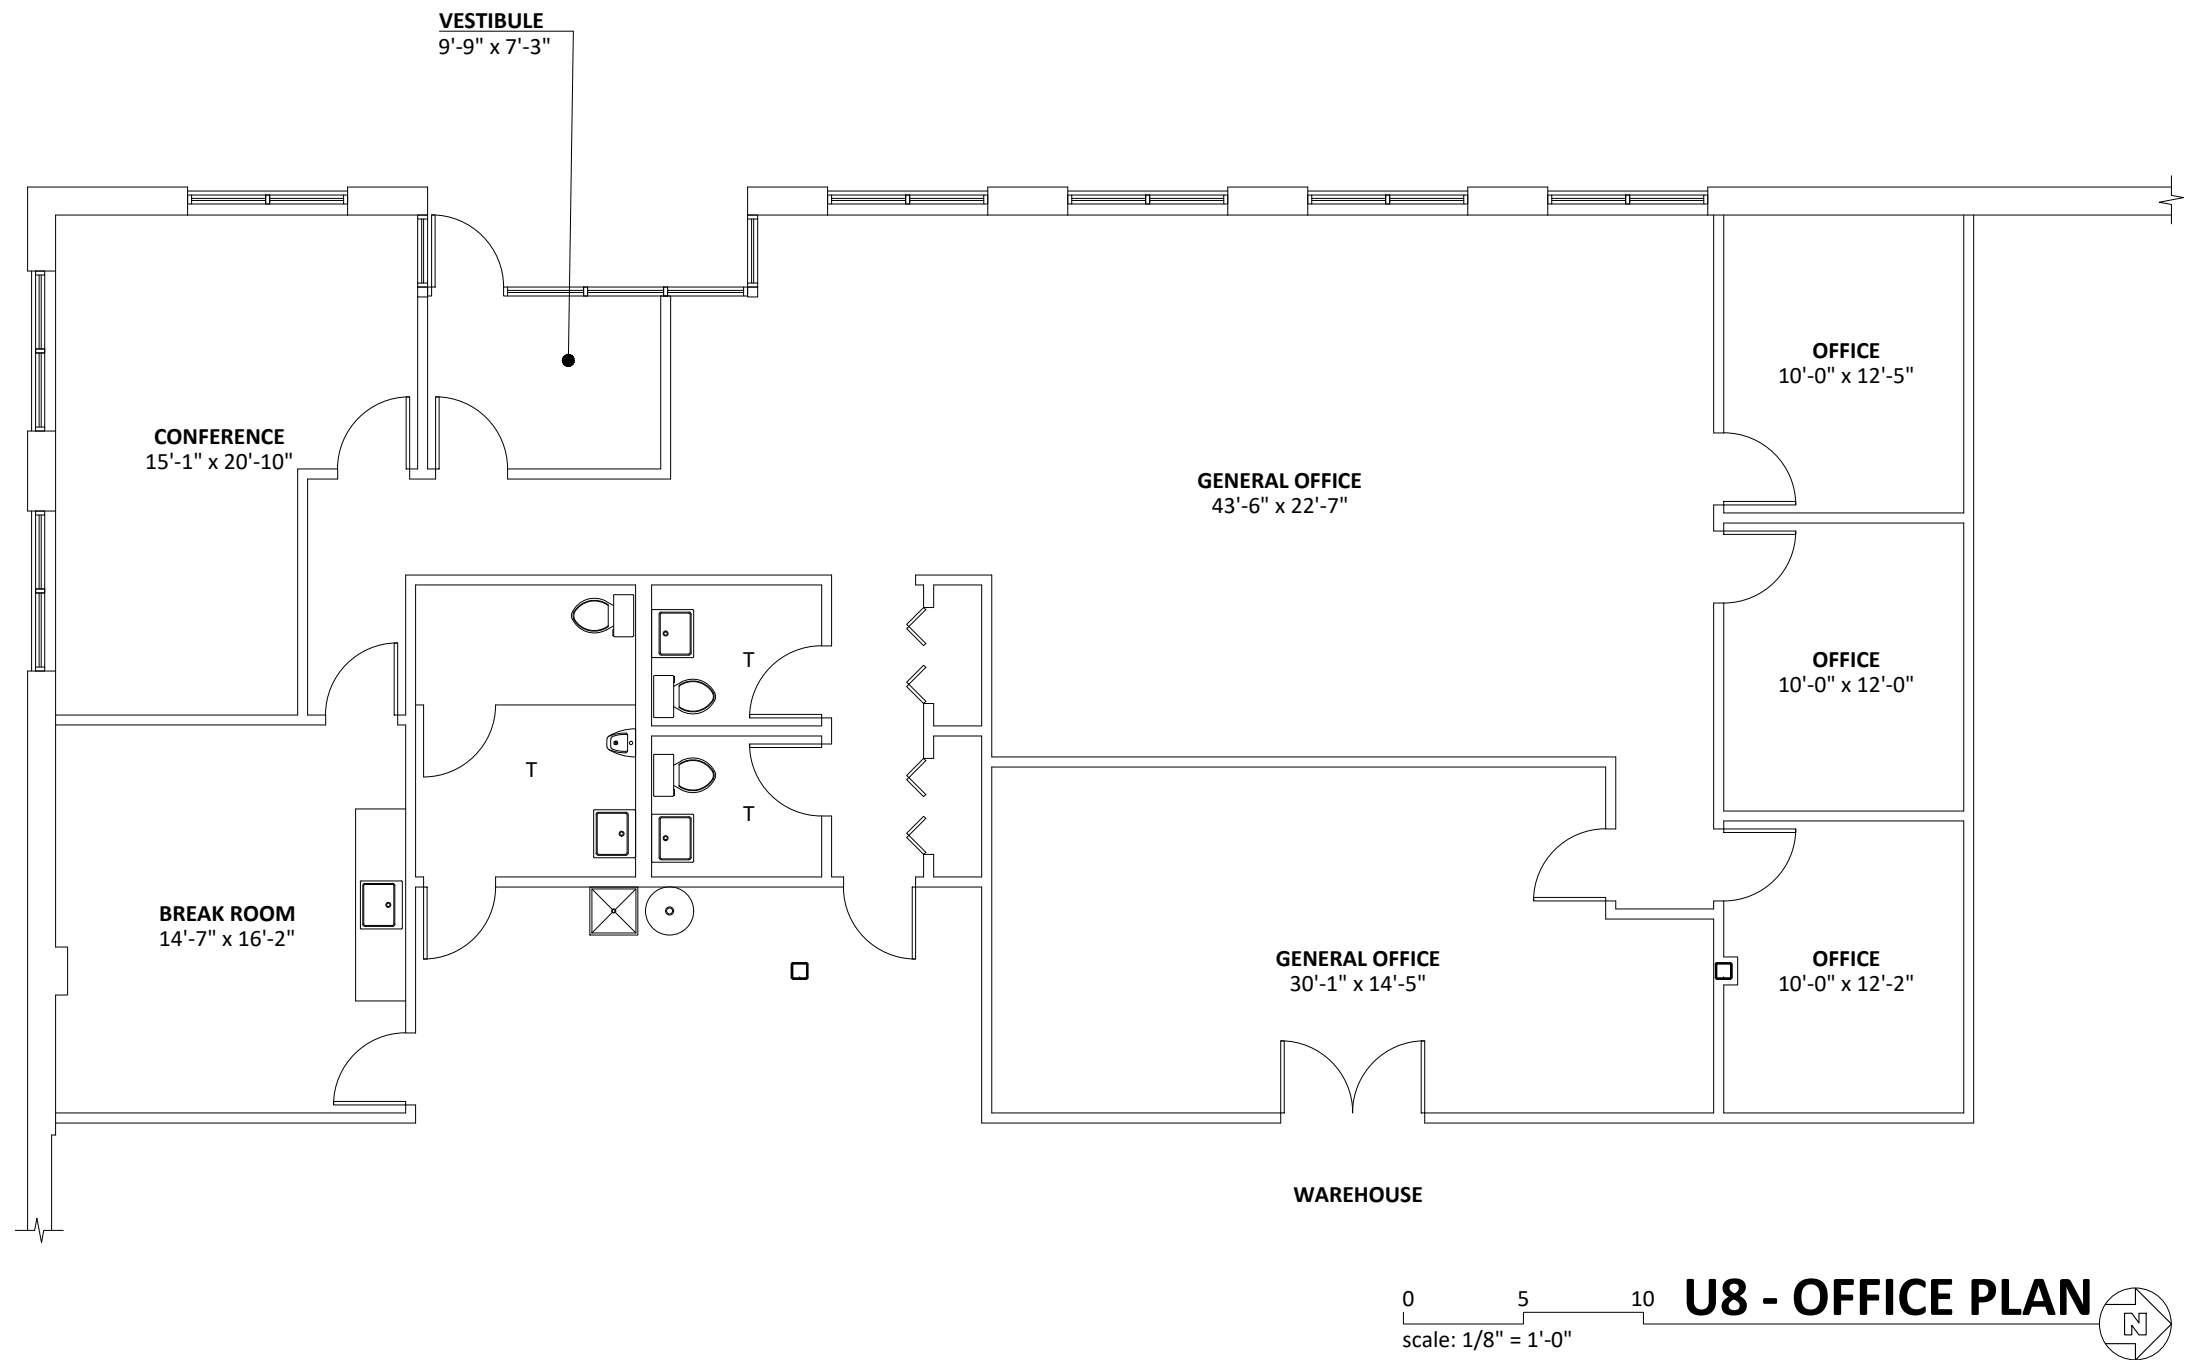 VESTIBULE
9'-9" x 7'-3"
OFFICE
10'-0" x 12'-5"
CONFERENCE
15'-1" x 20'-10"
GENERAL OFFICE
43'-6" x 22'-7"
T
OFFICE
10'-0" x 12'-0"
T
T
BREAK ROOM
14'-7" x 16'-2"
GENERAL OFFICE
30'-1" x 14'-5"
OFFICE
10'-0" x 12'-2"
WAREHOUSE
0 5 10
U8 - OFFICE PLAN
N
scale: 1/8" = 1'-0"